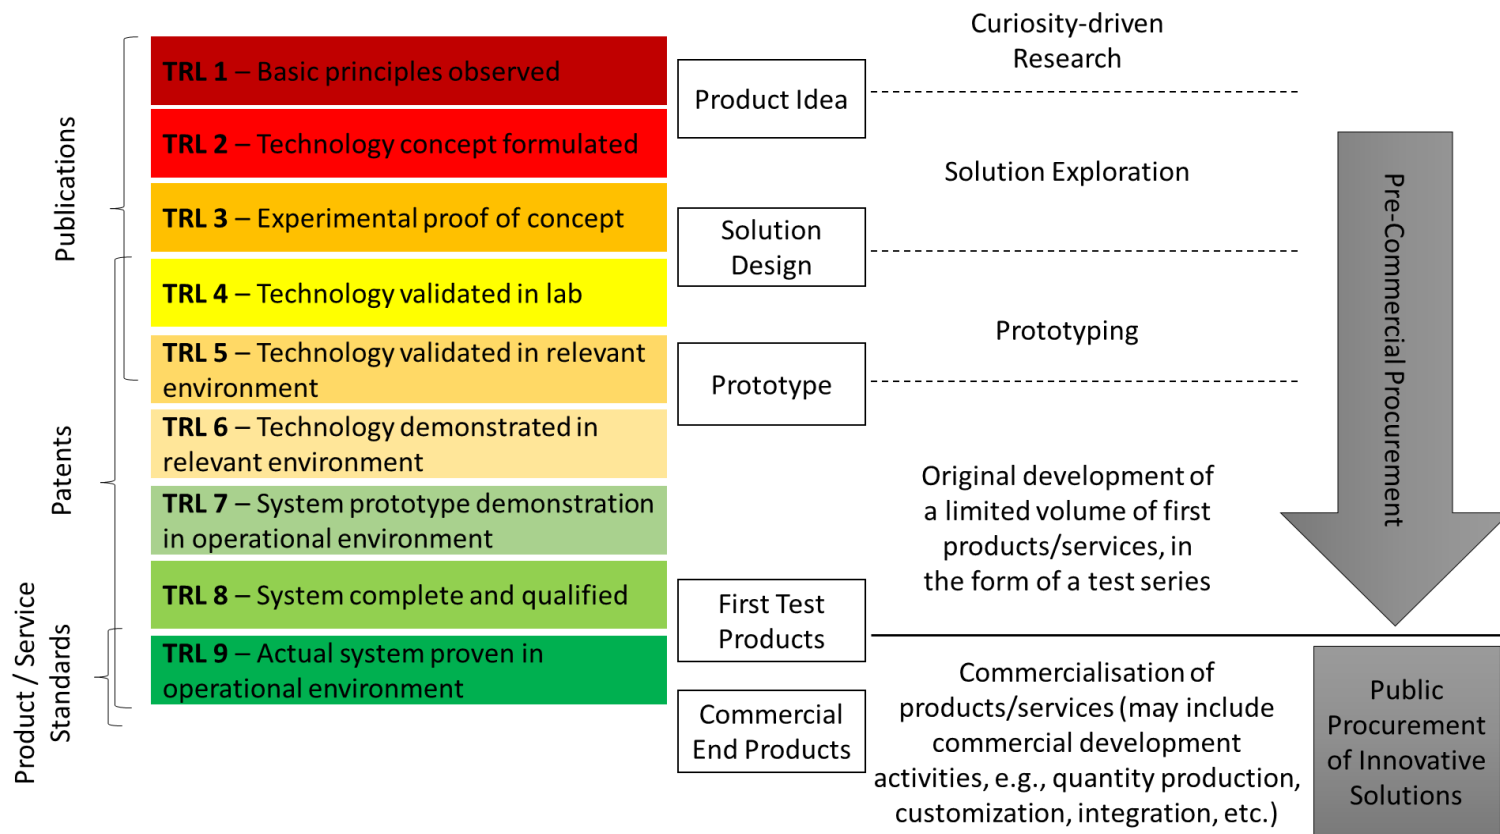 Publications
Patents
Product / Service
Standards
TRL 1 – Basic principles observed
TRL 2 – Technology concept formulated
TRL 3 – Experimental proof of concept
TRL 4 – Technology validated in lab
TRL 5 – Technology validated in relevant
environment
TRL 6 – Technology demonstrated in
relevant environment
TRL 7 – System prototype demonstration
in operational environment
TRL 8 – System complete and qualified
TRL 9 – Actual system proven in
operational environment
Product Idea
Solution
Design
Prototype
First Test
Products
Commercial
End Products
Curiosity-driven
Research
Solution Exploration
Prototyping
Original development of
a limited volume of first
products/services, in
the form of a test series
Commercialisation of
products/services (may include
commercial development
activities, e.g., quantity production,
customization, integration, etc.)
Pre-Commercial Procurement
Public
Procurement
of Innovative
Solutions